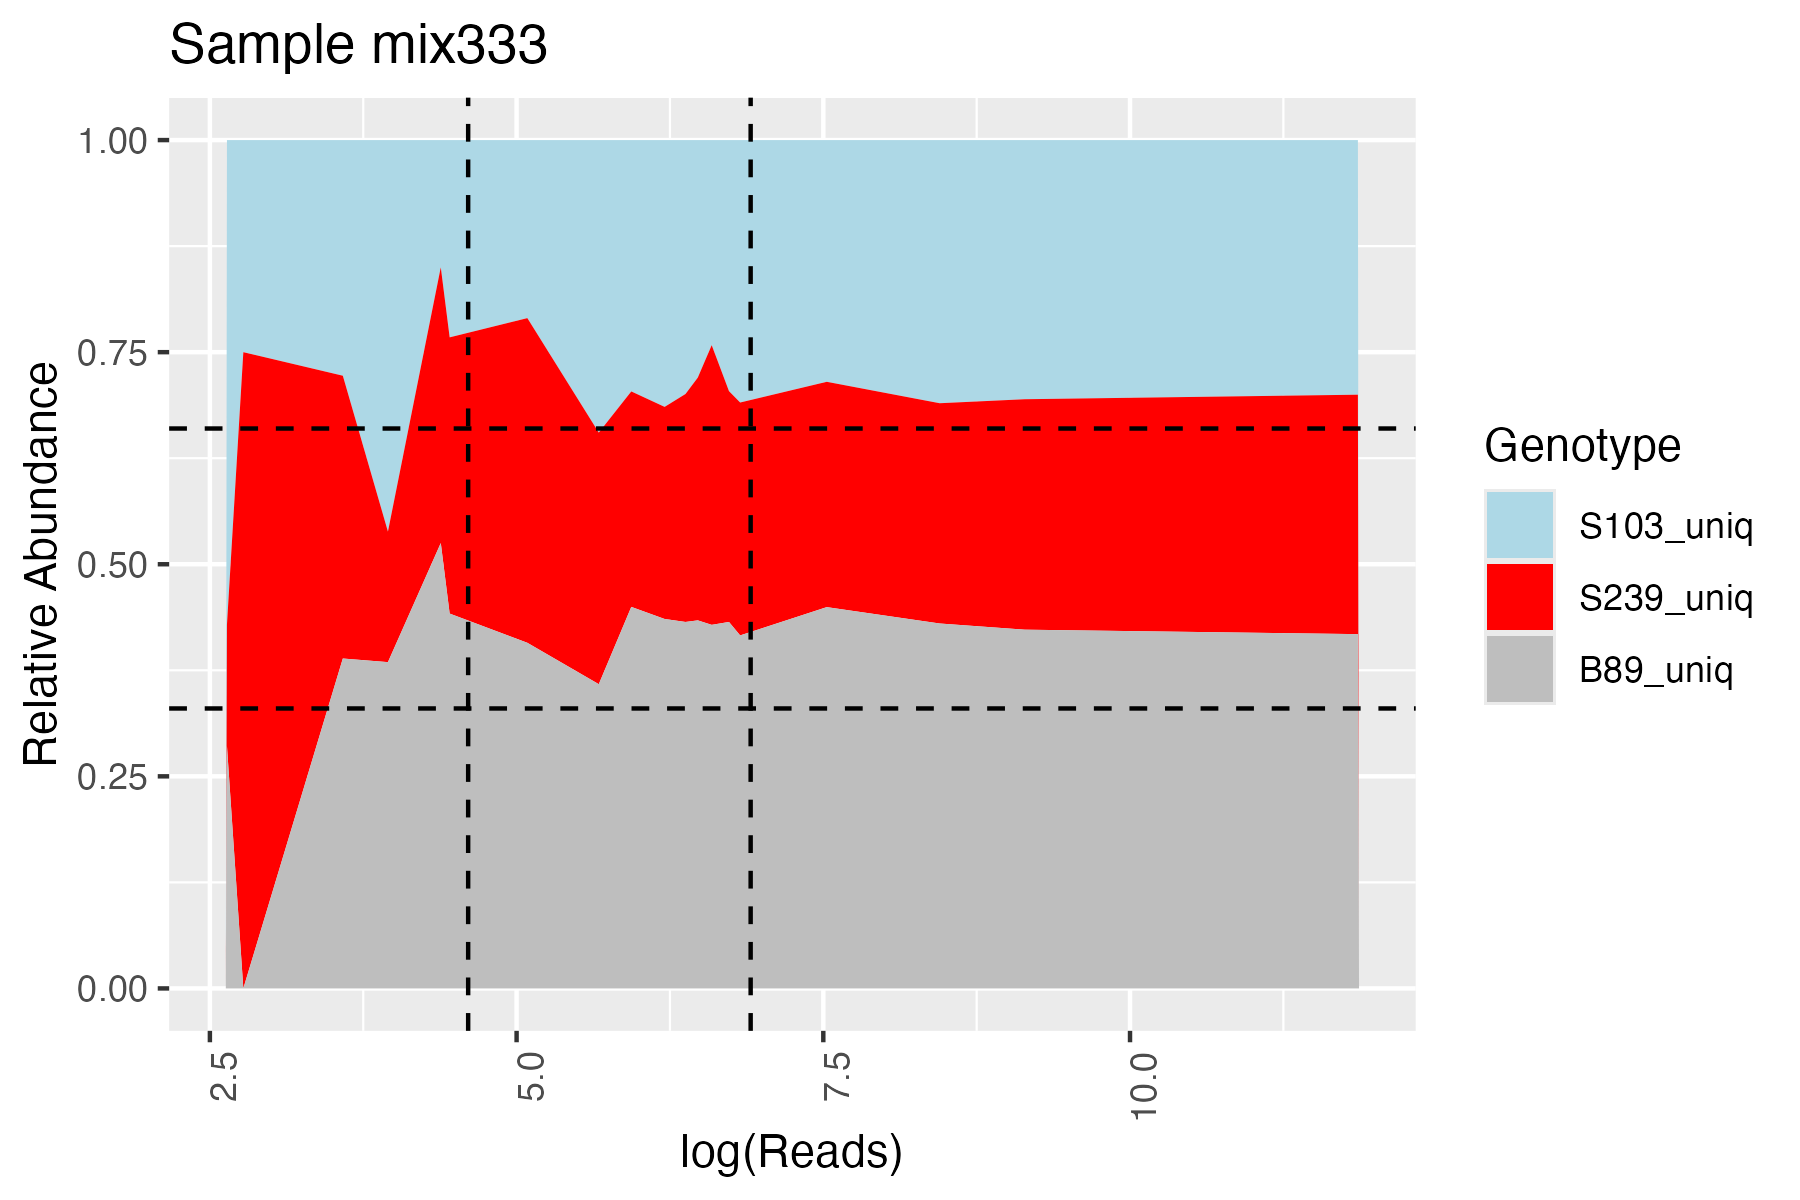 Sample mix333
1.00
0.75
0.50
0.25
0.00
Relative Abundance
2.5
5.0
7.5
10.0
log(Reads)
Genotype
S103_uniq
S239_uniq
B89_uniq